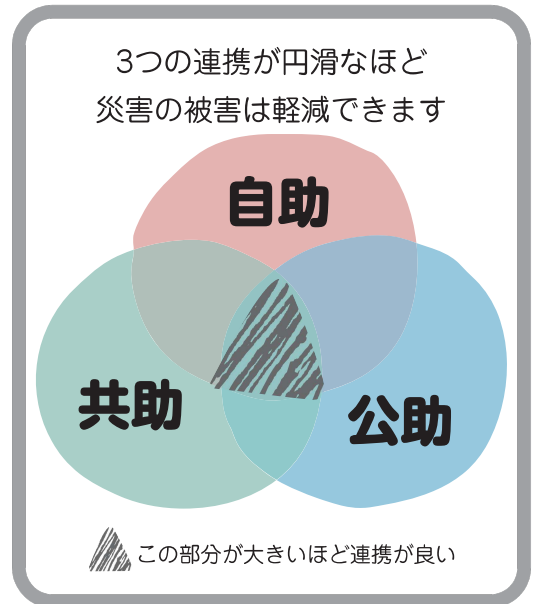 3つの連携が円滑なほど
災害の被害は軽減できます
自助
共助
公助
この部分が大きいほど連携が良い